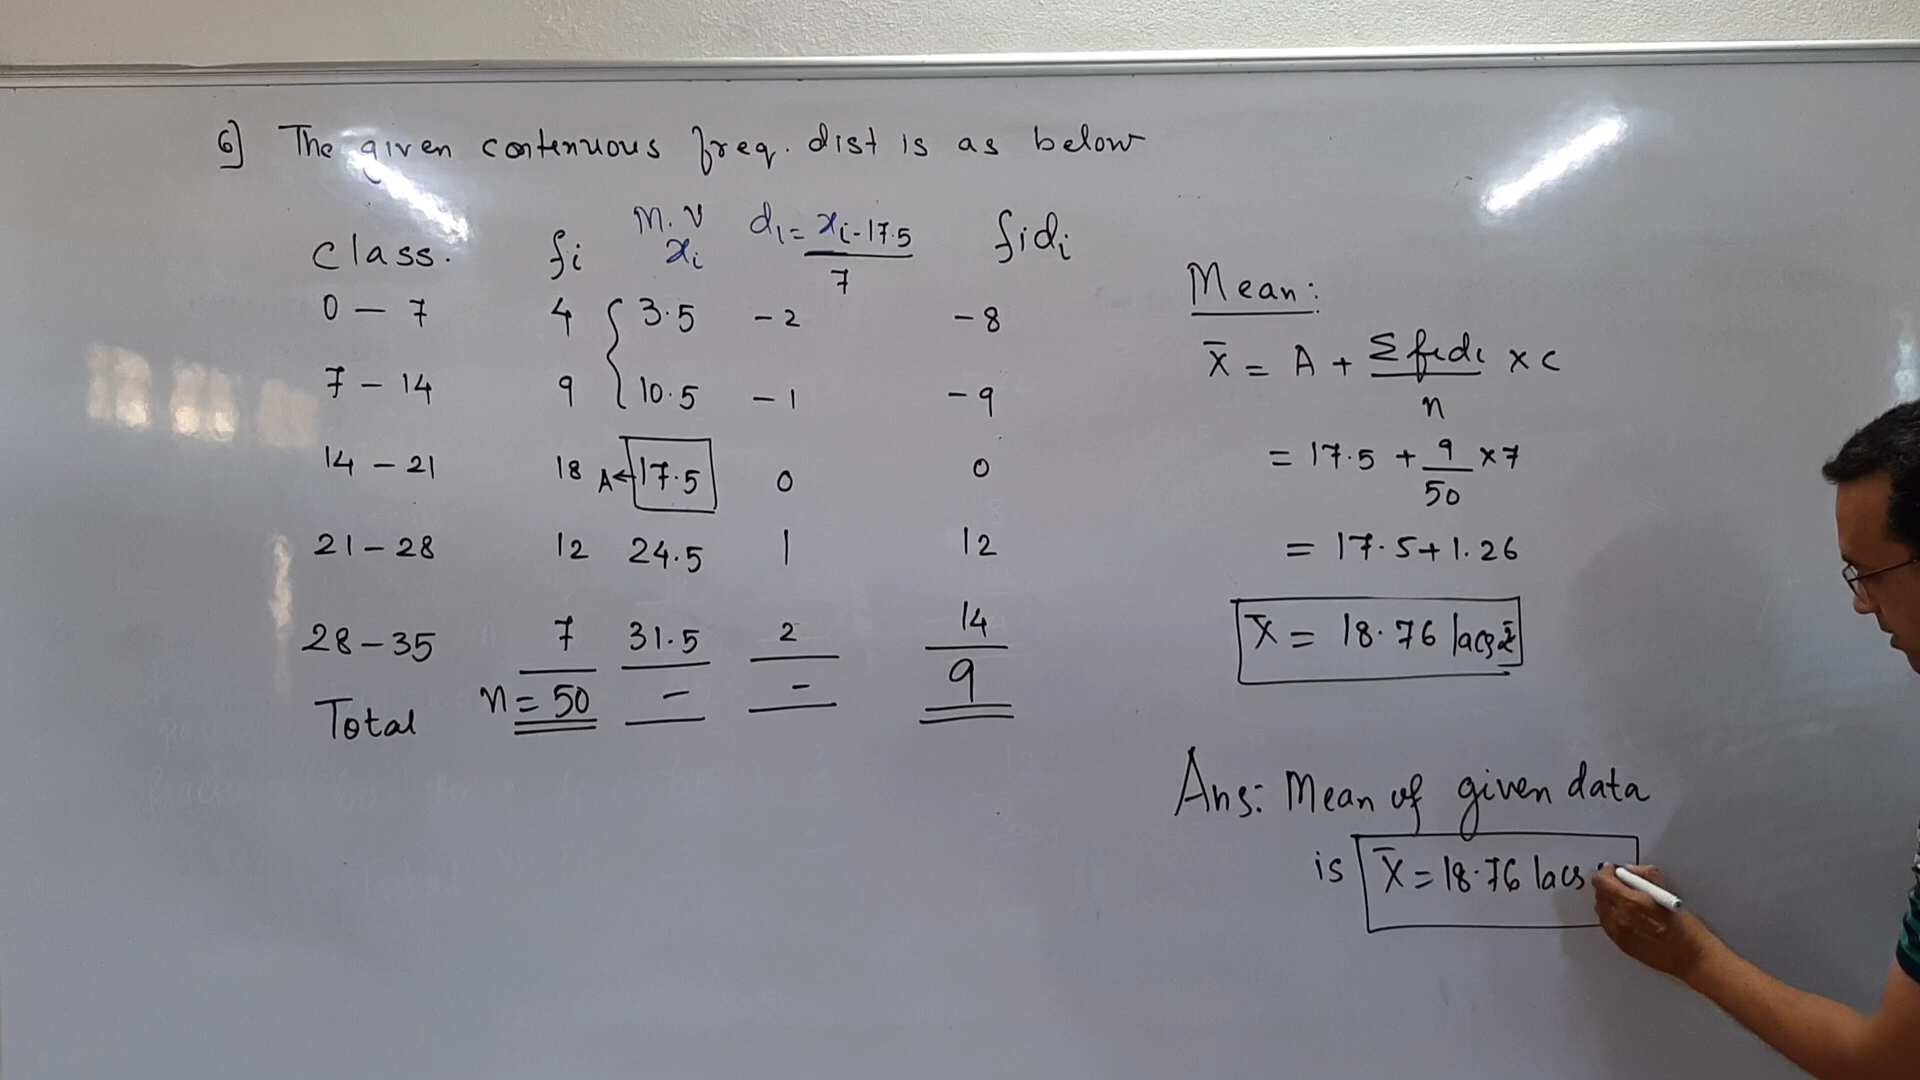 6] The given contenuous freq. dist is as below
class. fi M.V xi di = xi - 17.5 / 7 fidi
0 – 7 4 3.5 - 2 - 8
7 – 14 9 10.5 - 1 - 9
14 – 21 18 A← 17.5 0 0
21 – 28 12 24.5 1 12
28 – 35 7 31.5 2 14
Total n = 50 – – 9
Mean:
x̄ = A + Σfidi / n × c
= 17.5 + 9/50 × 7
= 17.5 + 1.26
x̄ = 18.76 lacs
Ans: Mean of given data
is x̄ = 18.76 lacs